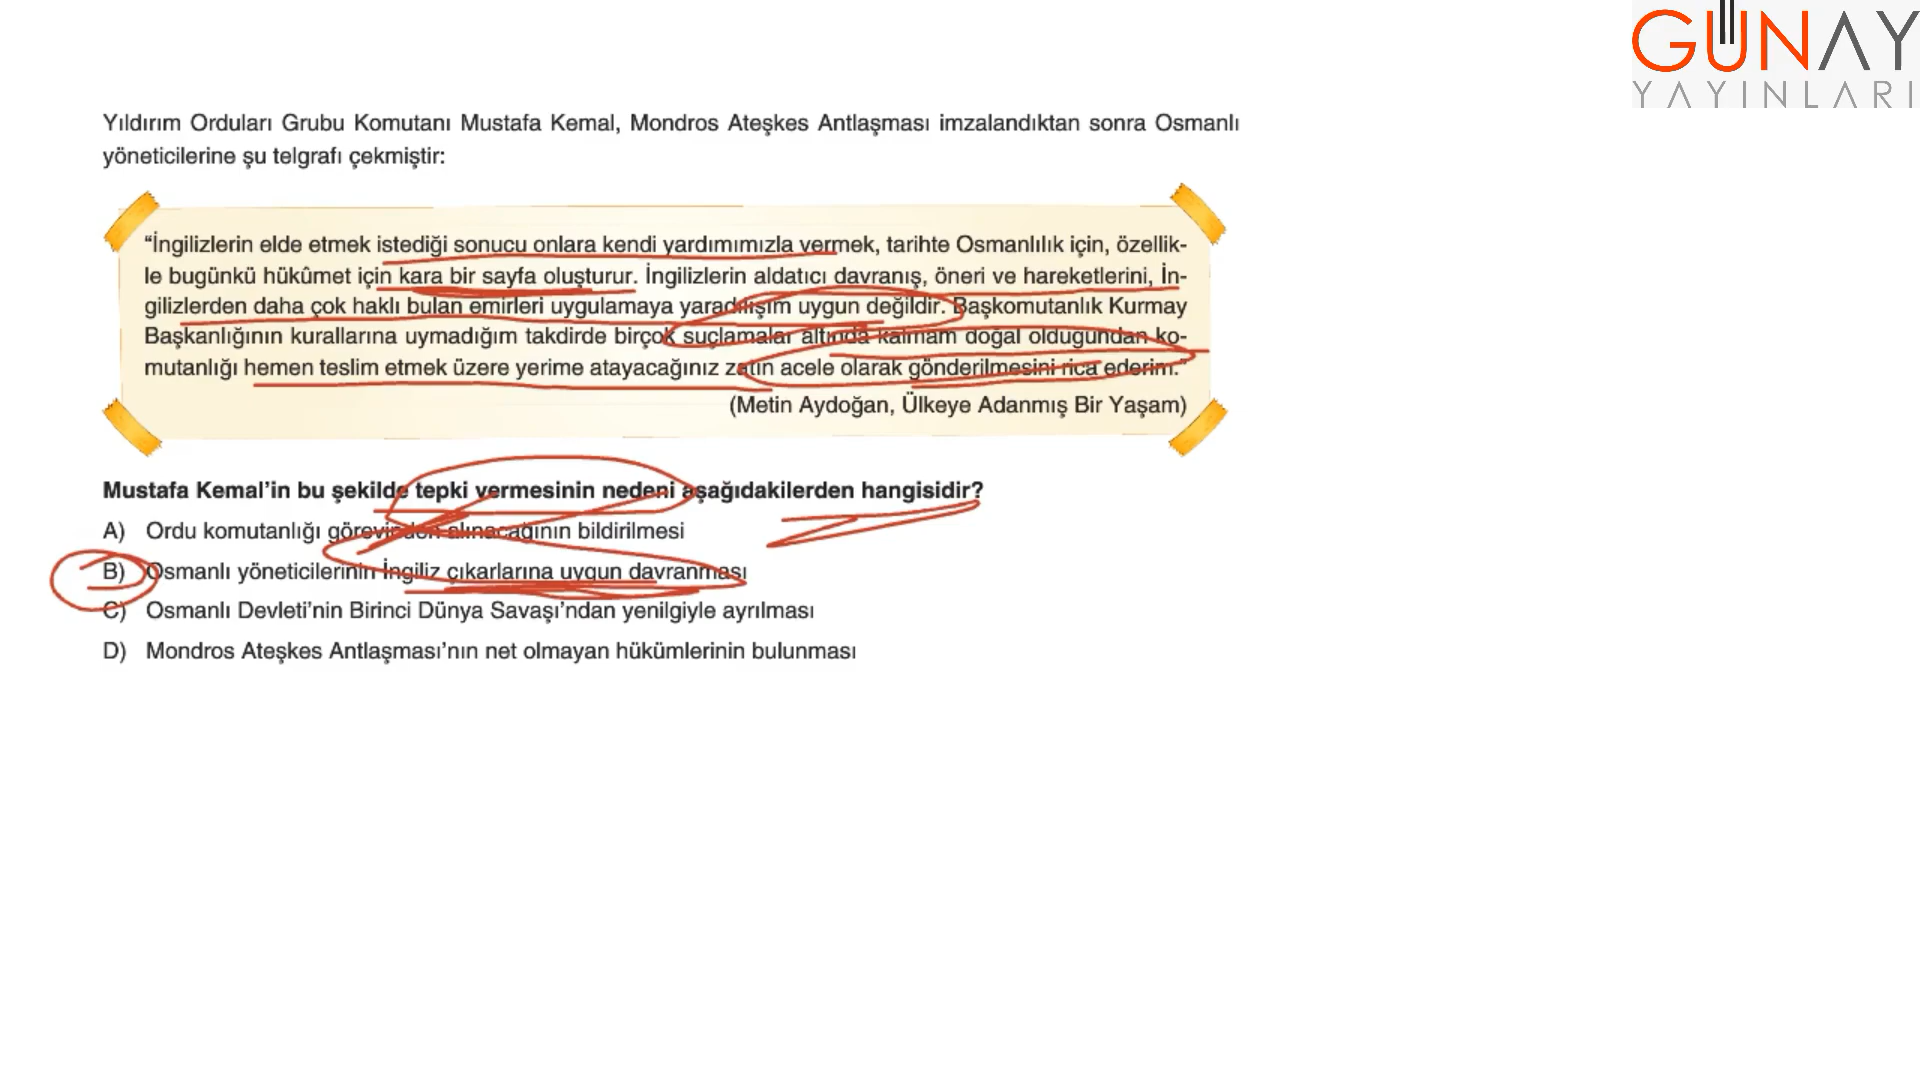 GÜNAY
YAYINLARI
Yıldırım Orduları Grubu Komutanı Mustafa Kemal, Mondros Ateşkes Antlaşması imzalandıktan sonra Osmanlı
yöneticilerine şu telgrafı çekmiştir:
“İngilizlerin elde etmek istediği sonucu onlara kendi yardımımızla vermek, tarihte Osmanlılık için, özellik-
le bugünkü hükûmet için kara bir sayfa oluşturur. İngilizlerin aldatıcı davranış, öneri ve hareketlerini, İn-
gilizlerden daha çok haklı bulan emirleri uygulamaya yaradılışım uygun değildir. Başkomutanlık Kurmay
Başkanlığının kurallarına uymadığım takdirde birçok suçlamalar altında kalmam doğal olduğundan ko-
mutanlığı hemen teslim etmek üzere yerime atayacağınız zatın acele olarak gönderilmesini rica ederim.”
(Metin Aydoğan, Ülkeye Adanmış Bir Yaşam)
Mustafa Kemal’in bu şekilde tepki vermesinin nedeni aşağıdakilerden hangisidir?
A) Ordu komutanlığı görevinden alınacağının bildirilmesi
B) Osmanlı yöneticilerinin İngiliz çıkarlarına uygun davranması
C) Osmanlı Devleti’nin Birinci Dünya Savaşı’ndan yenilgiyle ayrılması
D) Mondros Ateşkes Antlaşması’nın net olmayan hükümlerinin bulunması